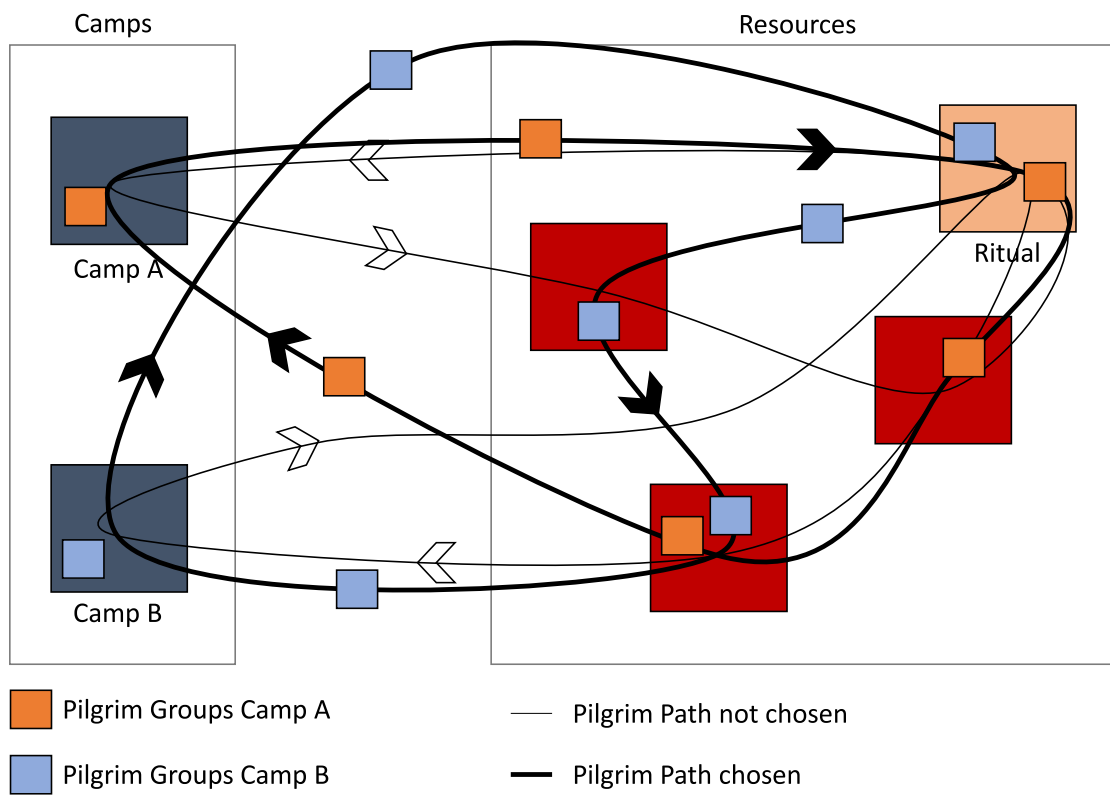 Camps
Resources
Camp A
Ritual
Camp B
Pilgrim Groups Camp A
Pilgrim Path not chosen
Pilgrim Groups Camp B
Pilgrim Path chosen